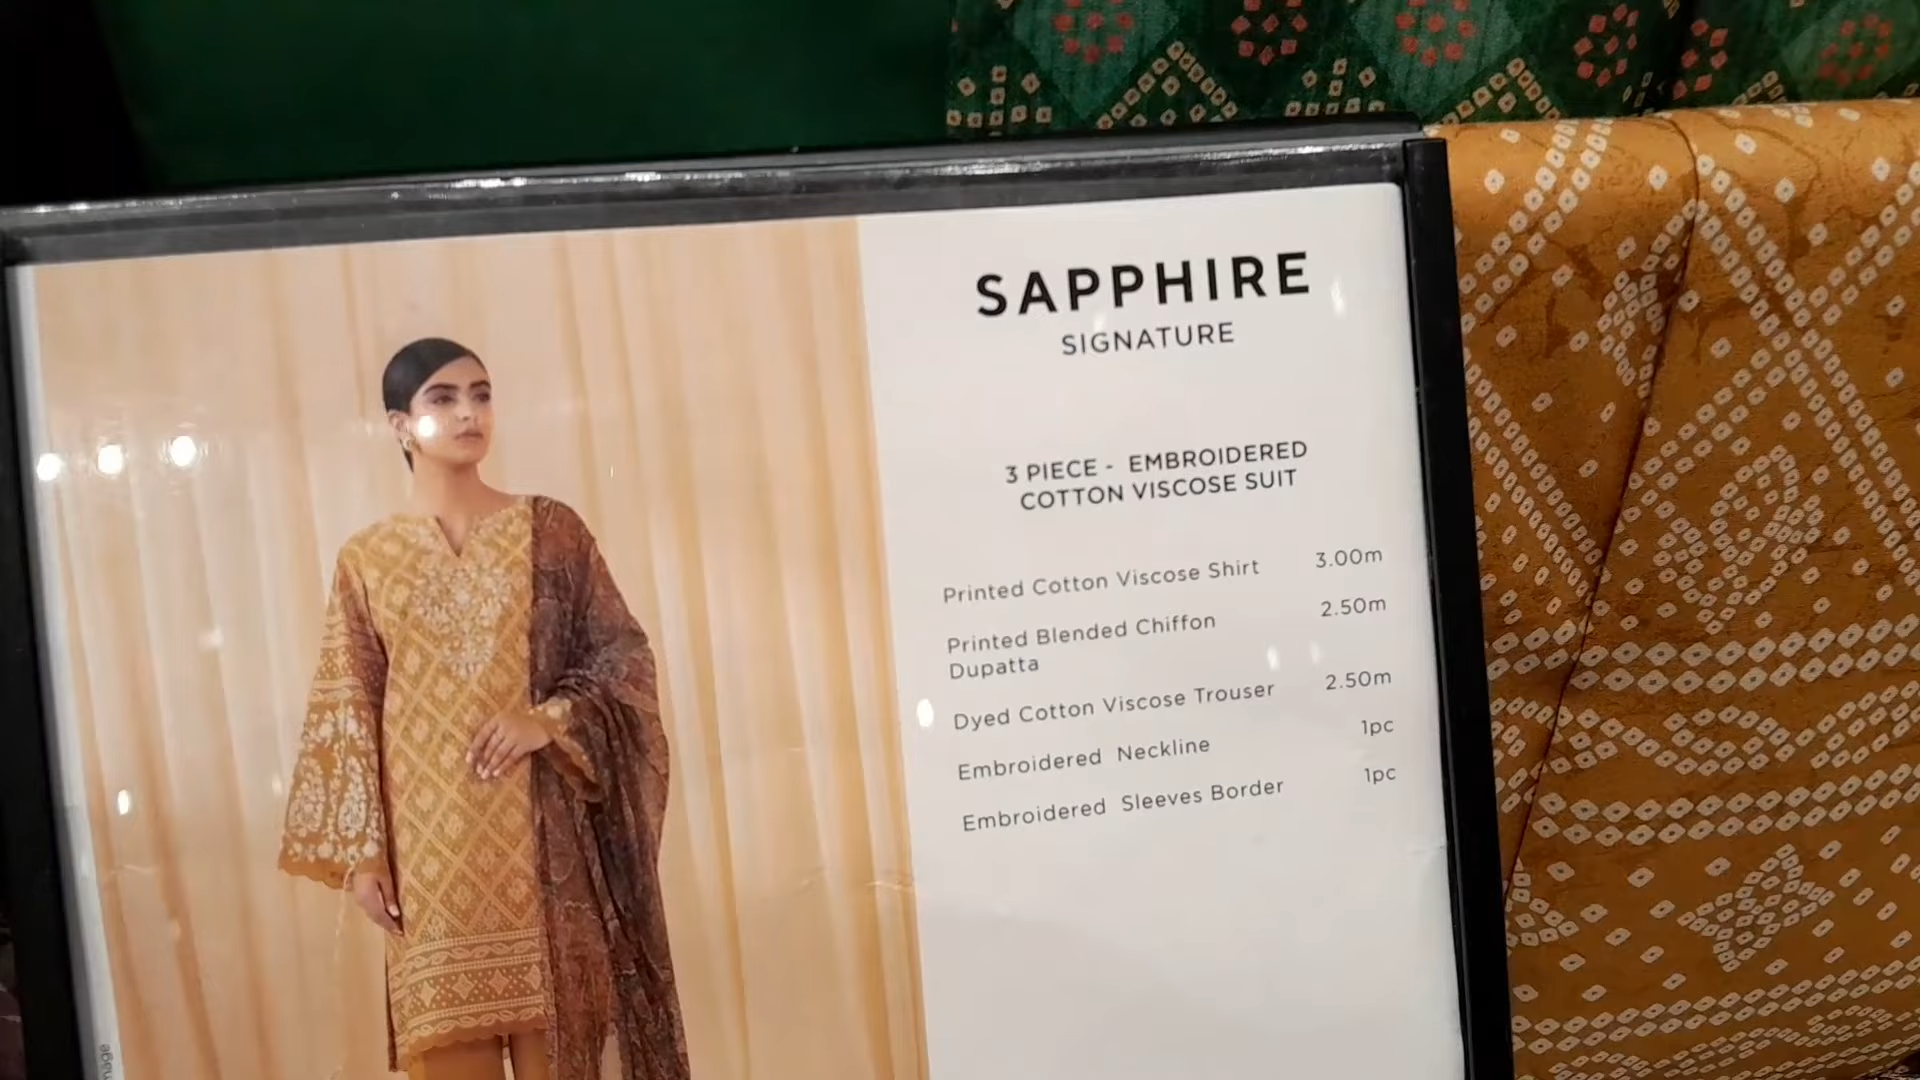 SAPPHIRE
SIGNATURE
3 PIECE - EMBROIDERED
COTTON VISCOSE SUIT
Printed Cotton Viscose Shirt 3.00m
Printed Blended Chiffon 2.50m
Dupatta
Dyed Cotton Viscose Trouser 2.50m
Embroidered Neckline 1pc
Embroidered Sleeves Border 1pc